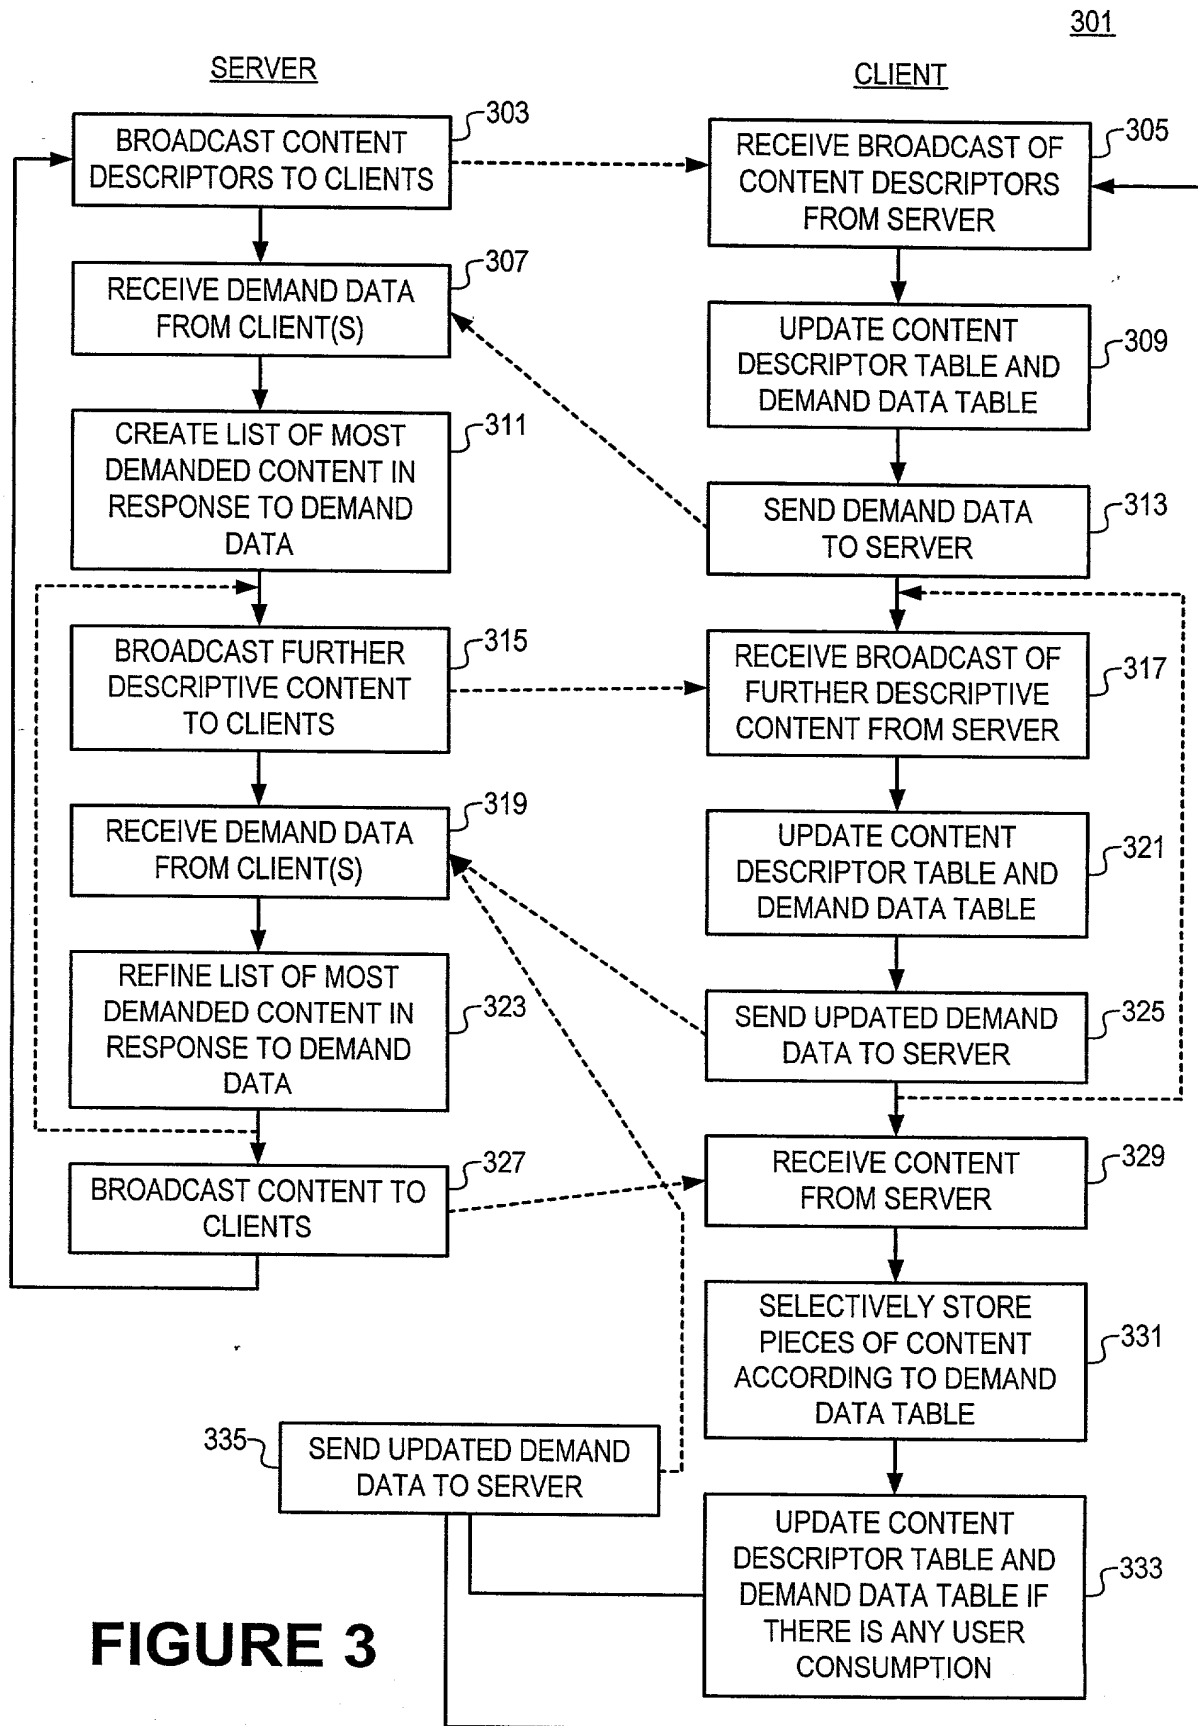 301
SERVER
CLIENT
BROADCAST CONTENT
DESCRIPTORS TO CLIENTS
303
RECEIVE BROADCAST OF
CONTENT DESCRIPTORS
FROM SERVER
305
RECEIVE DEMAND DATA
FROM CLIENT(S)
307
UPDATE CONTENT
DESCRIPTOR TABLE AND
DEMAND DATA TABLE
309
CREATE LIST OF MOST
DEMANDED CONTENT IN
RESPONSE TO DEMAND
DATA
311
SEND DEMAND DATA
TO SERVER
313
BROADCAST FURTHER
DESCRIPTIVE CONTENT
TO CLIENTS
315
RECEIVE BROADCAST OF
FURTHER DESCRIPTIVE
CONTENT FROM SERVER
317
RECEIVE DEMAND DATA
FROM CLIENT(S)
319
UPDATE CONTENT
DESCRIPTOR TABLE AND
DEMAND DATA TABLE
321
REFINE LIST OF MOST
DEMANDED CONTENT IN
RESPONSE TO DEMAND
DATA
323
SEND UPDATED DEMAND
DATA TO SERVER
325
BROADCAST CONTENT TO
CLIENTS
327
RECEIVE CONTENT
FROM SERVER
329
SELECTIVELY STORE
PIECES OF CONTENT
ACCORDING TO DEMAND
DATA TABLE
331
335
SEND UPDATED DEMAND
DATA TO SERVER
UPDATE CONTENT
DESCRIPTOR TABLE AND
DEMAND DATA TABLE IF
THERE IS ANY USER
CONSUMPTION
333
FIGURE 3